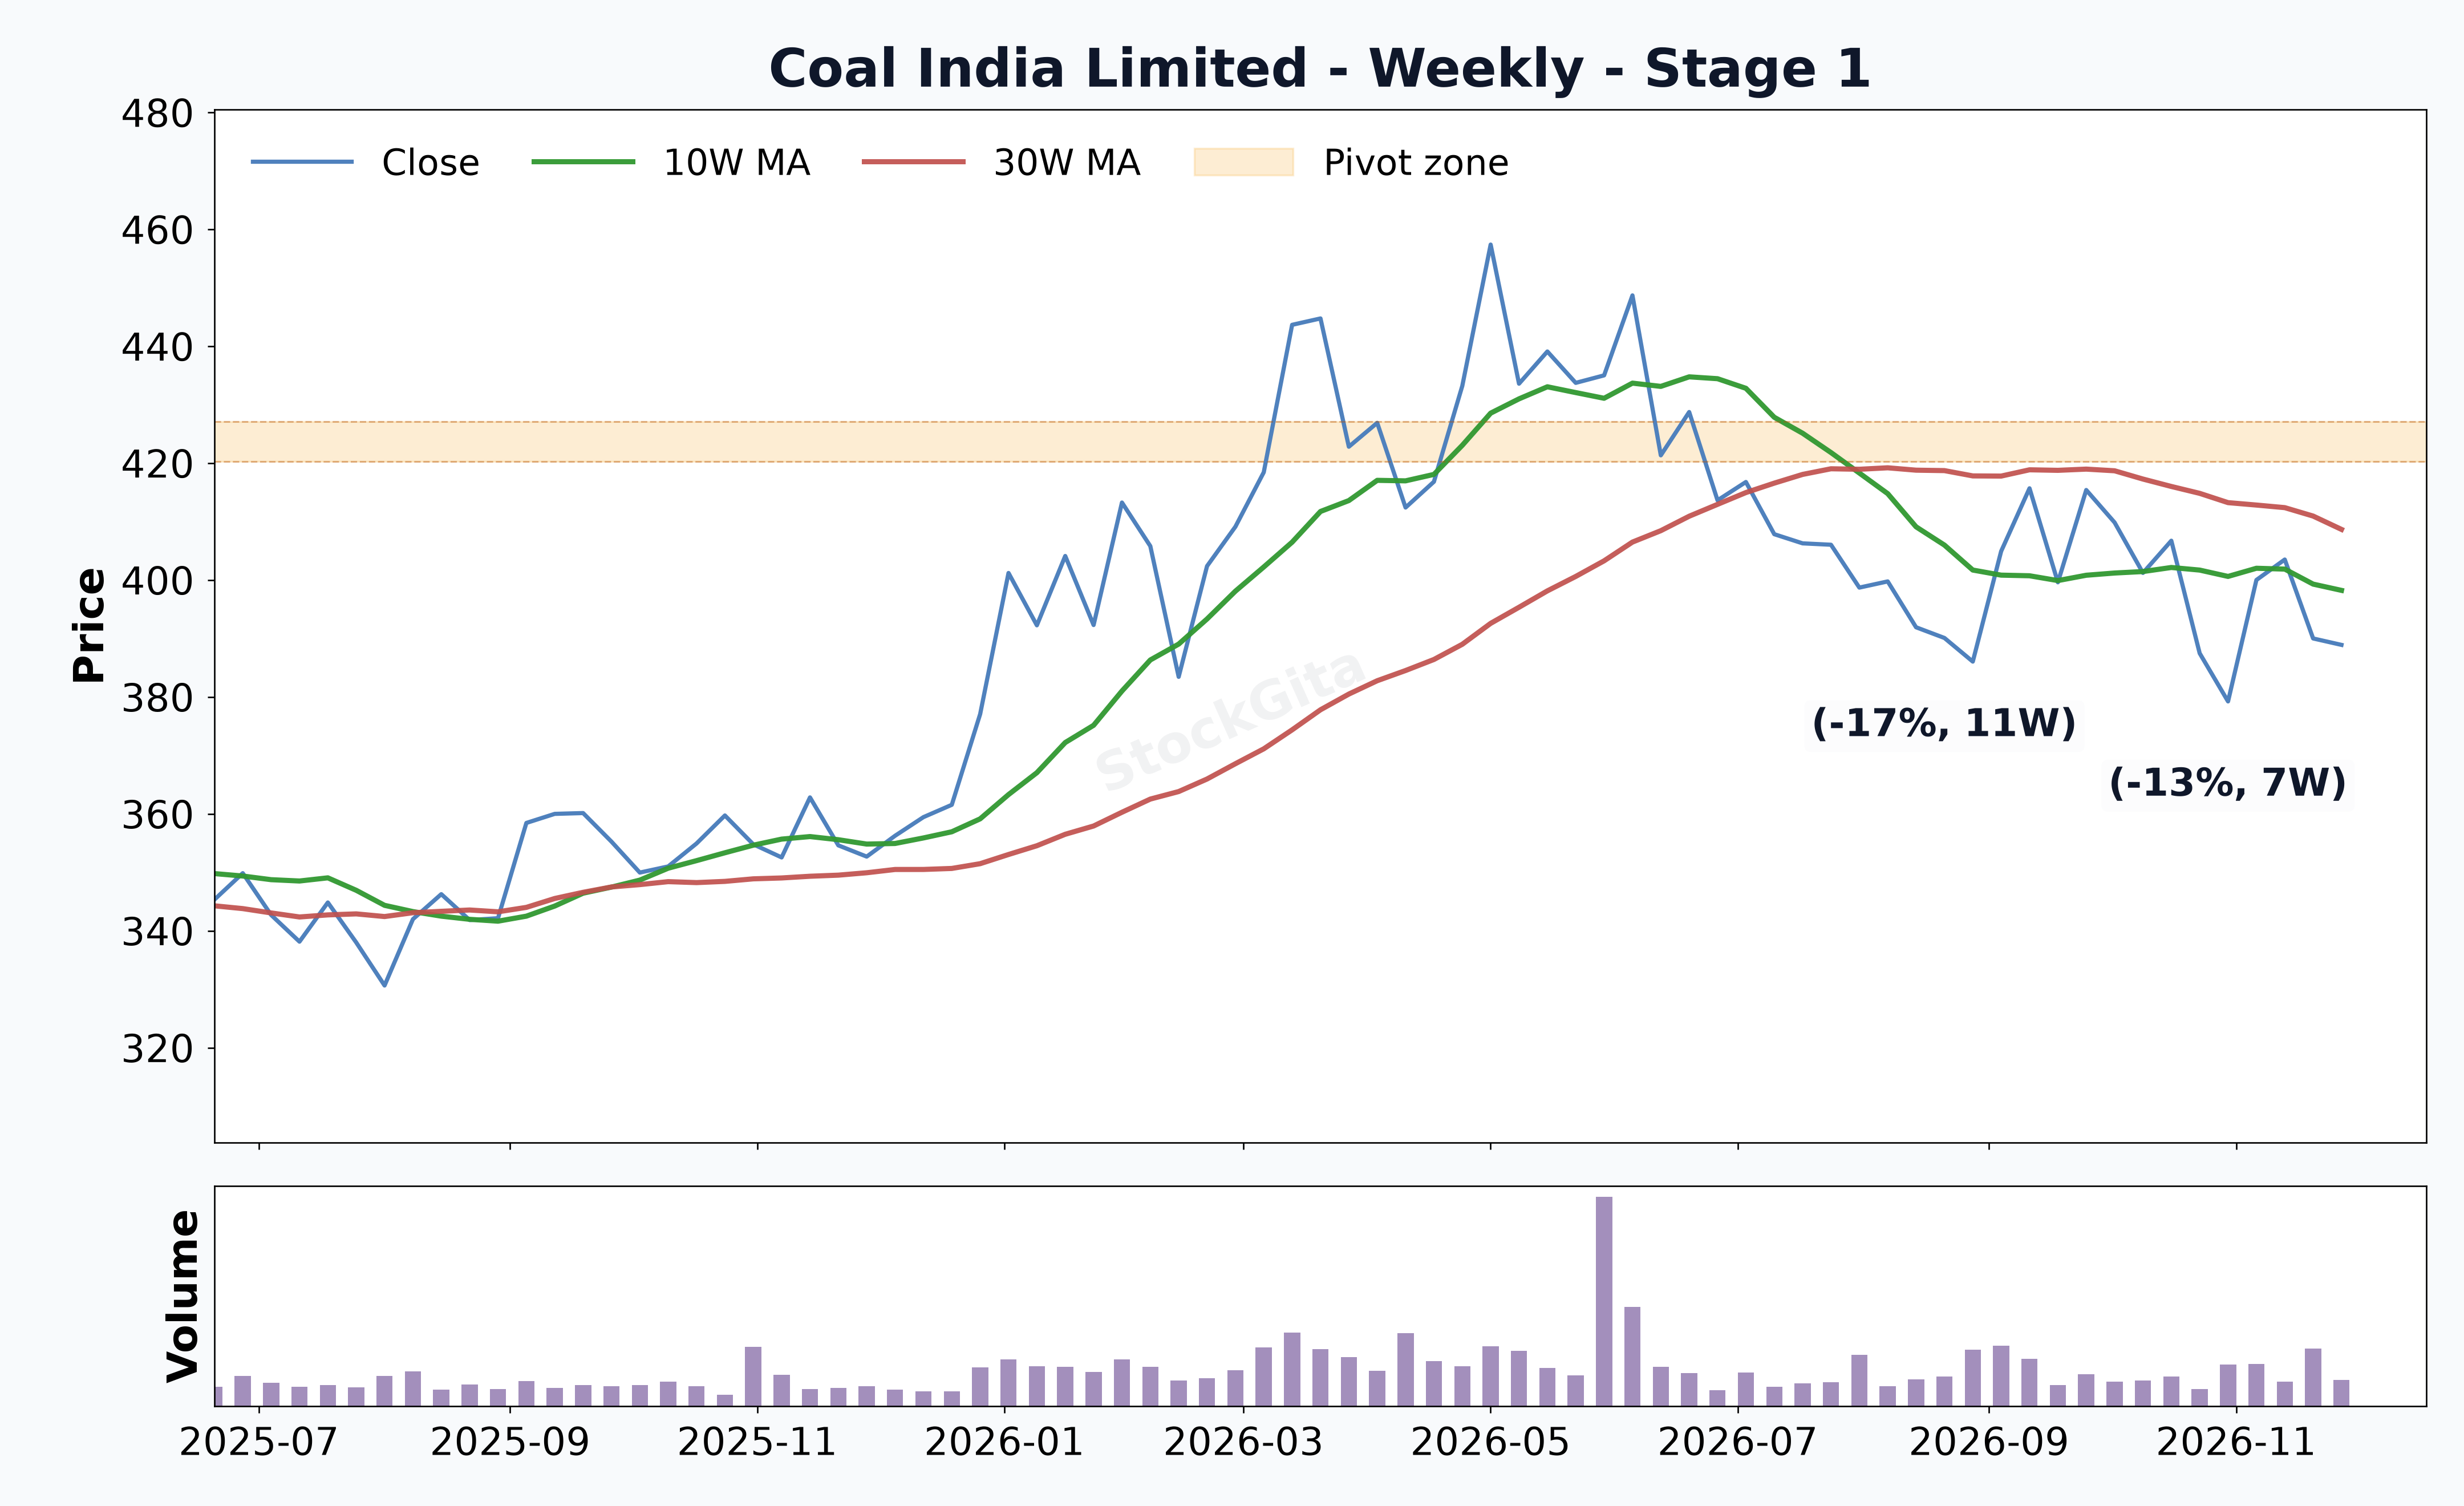 Coal India Limited - Weekly - Stage 1
480
Close 10W MA 30W MA Pivot zone
460
440
420
400
380
360
340
320
Price
StockGita
(-17%, 11W)
(-13%, 7W)
Volume
2025-07 2025-09 2025-11 2026-01 2026-03 2026-05 2026-07 2026-09 2026-11